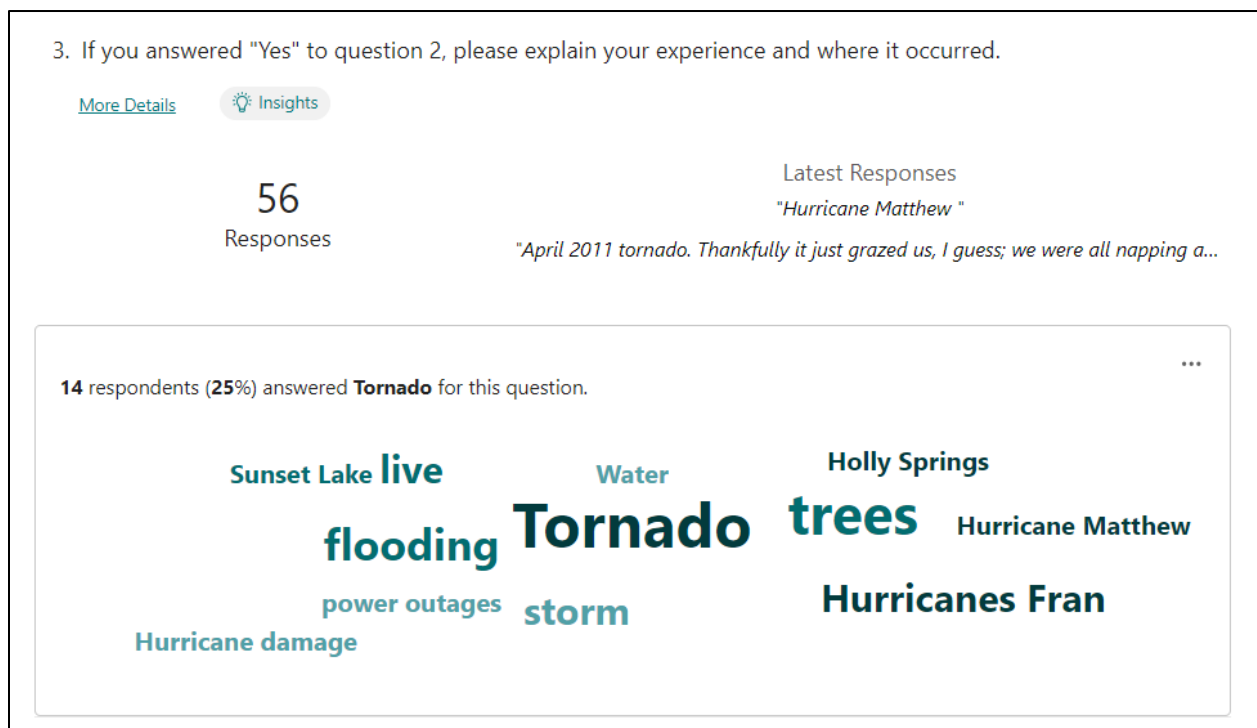 3. If you answered "Yes" to question 2, please explain your experience and where it occurred.
More Details
Insights
56
Responses
Latest Responses
"Hurricane Matthew "
"April 2011 tornado. Thankfully it just grazed us, I guess; we were all napping a...
14 respondents (25%) answered Tornado for this question.
Sunset Lake live
Water
Holly Springs
flooding
Tornado
trees
Hurricane Matthew
power outages
storm
Hurricanes Fran
Hurricane damage